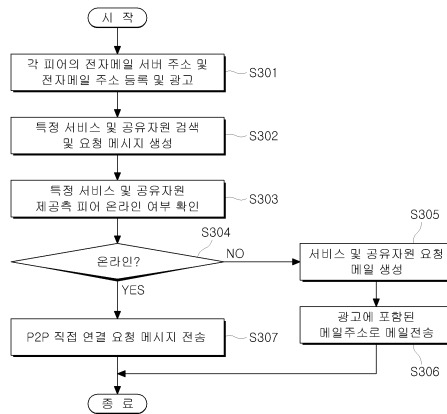 시 작
각 피어의 전자메일 서버 주소 및
전자메일 주소 등록 및 광고
S301
특정 서비스 및 공유자원 검색
및 요청 메시지 생성
S302
특정 서비스 및 공유자원
제공측 피어 온라인 여부 확인
S303
S304
온라인?
NO
YES
S305
서비스 및 공유자원 요청
메일 생성
P2P 직접 연결 요청 메시지 전송
S307
광고에 포함된
메일주소로 메일전송
S306
종 료